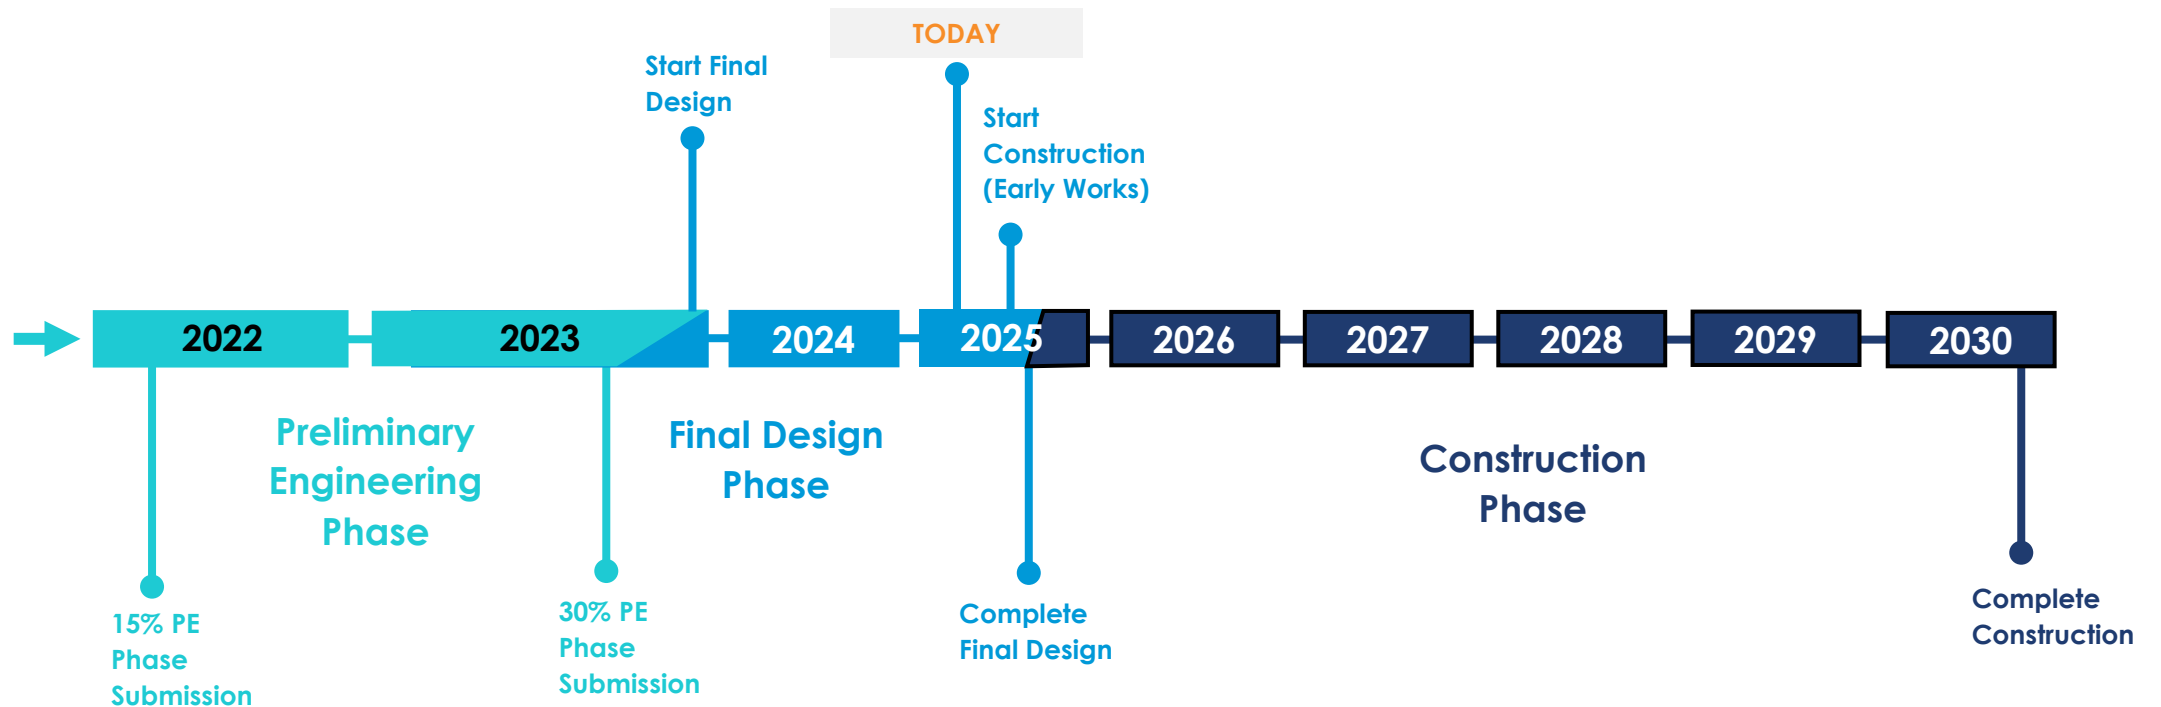 TODAY
Start Final
Design
Start
Construction
(Early Works)
2022
2023
2024
2025
2026
2027
2028
2029
2030
Preliminary
Engineering
Phase
Final Design
Phase
Construction
Phase
15% PE
Phase
Submission
30% PE
Phase
Submission
Complete
Final Design
Complete
Construction